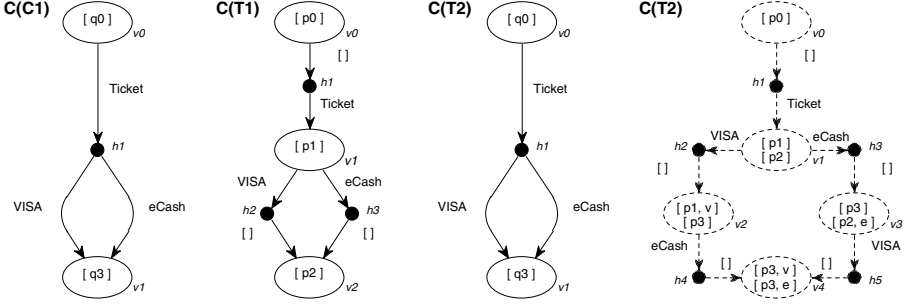 C(C1)
[ q0 ]
v0
Ticket
h1
VISA
eCash
[ q3 ]
v1
C(T1)
[ p0 ]
v0
[ ]
h1
Ticket
[ p1 ]
v1
VISA
eCash
h2
h3
[ ]
[ ]
[ p2 ]
v2
C(T2)
[ q0 ]
v0
Ticket
h1
VISA
eCash
[ q3 ]
v1
C(T2)
[ p0 ]
v0
[ ]
h1
Ticket
VISA
eCash
h2
[ p1 ]
[ p2 ]
v1
h3
[ ]
[ ]
[ p1, v ]
[ p3 ]
v2
[ p3 ]
[ p2, e ]
v3
eCash
VISA
[ ]
[ ]
h4
[ p3, v ]
[ p3, e ]
v4
h5